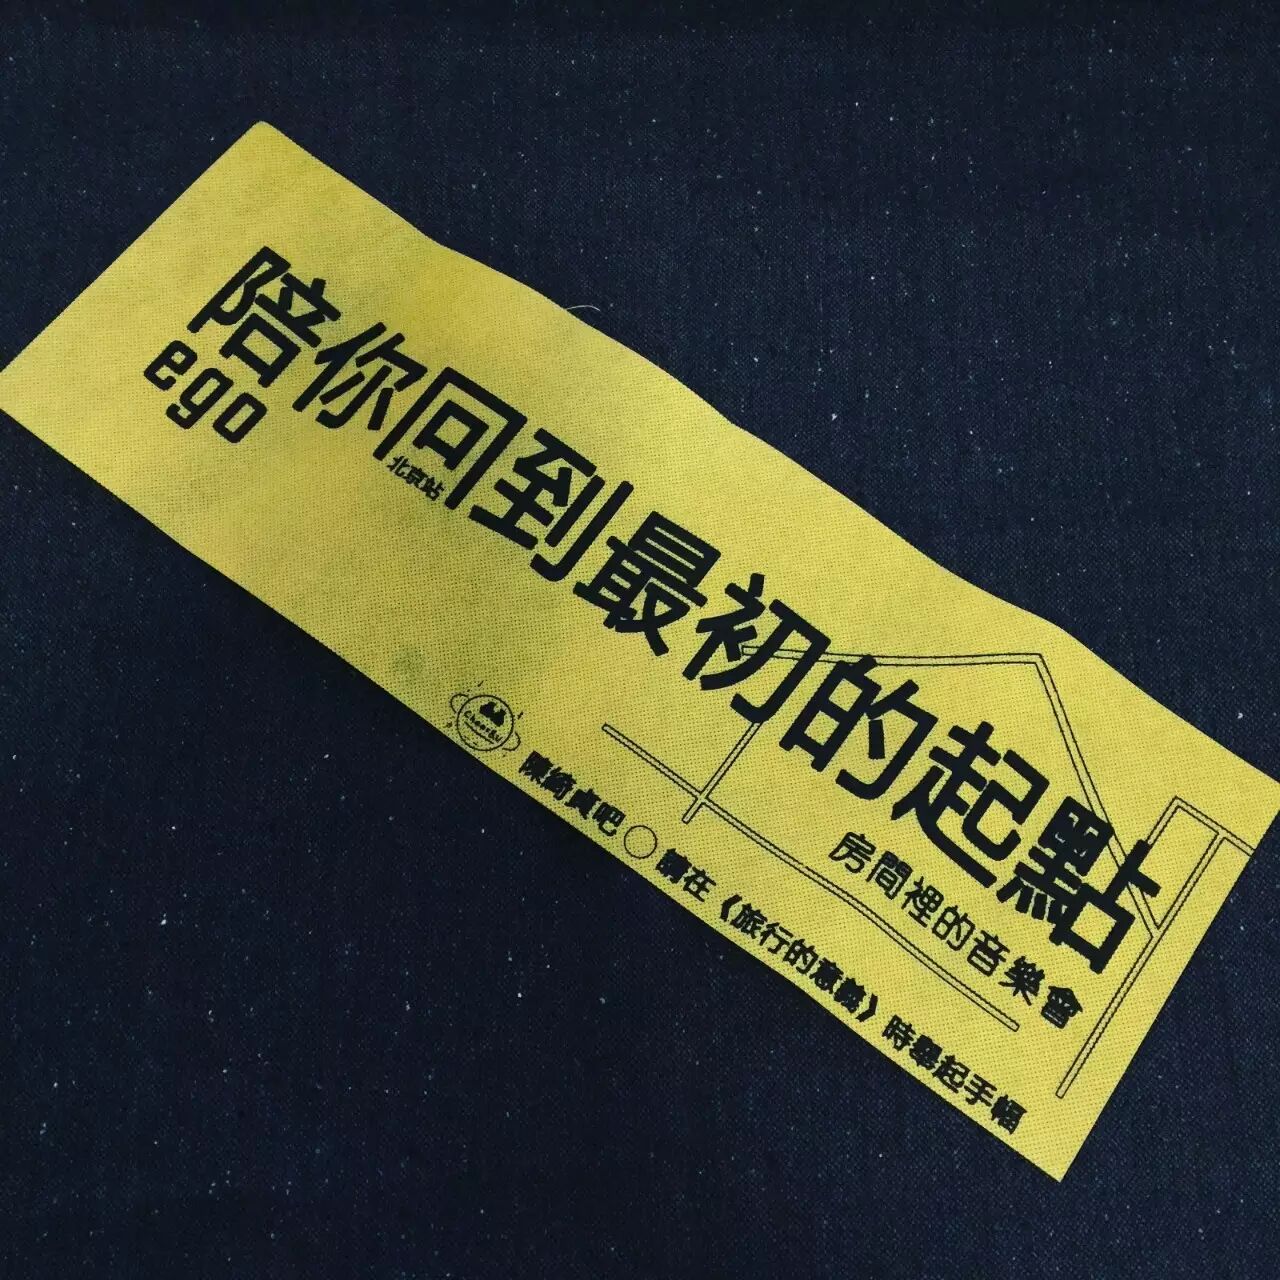 陪你回到最初的起點
ego
北京站
房間裡的音樂會
cheerbar
陳綺貞吧○請在《旅行的意義》時舉起手幅